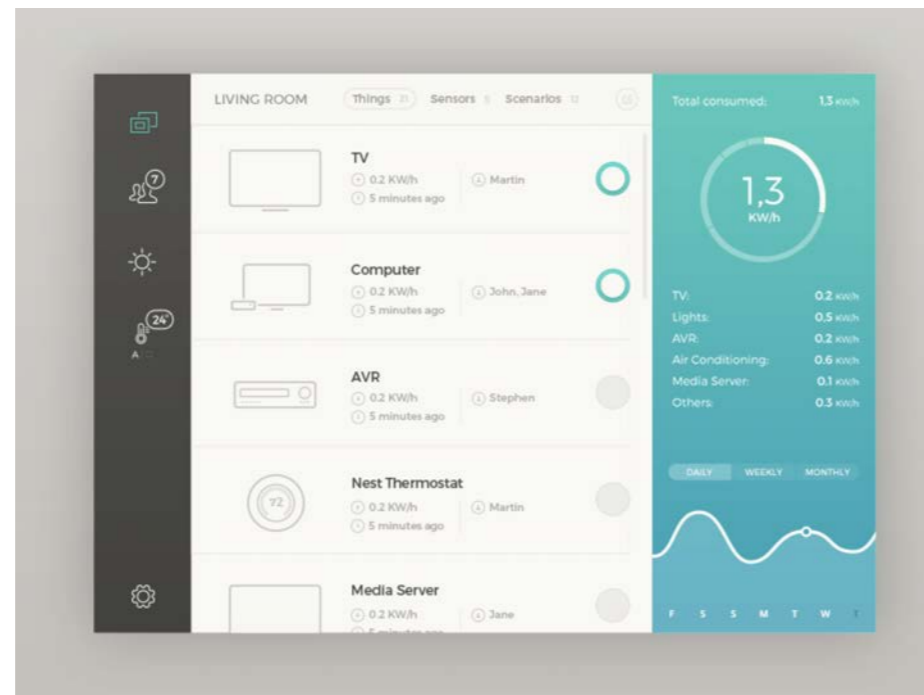 7
24°
A
LIVING ROOM
Things Sensors Scenarios
TV
0.2 KW/h Martin
5 minutes ago
Computer
0.2 KW/h John, Jane
5 minutes ago
AVR
0.2 KW/h Stephen
5 minutes ago
72
Nest Thermostat
0.2 KW/h Martin
5 minutes ago
Media Server
0.2 KW/h Jane
5 minutes ago
Total consumed: 1,3 KW/h
1,3
KW/h
TV: 0.2 KW/h
Lights: 0.5 KW/h
AVR: 0.2 KW/h
Air Conditioning: 0.6 KW/h
Media Server: 0.1 KW/h
Others: 0.3 KW/h
DAILY WEEKLY MONTHLY
F S S M T W T